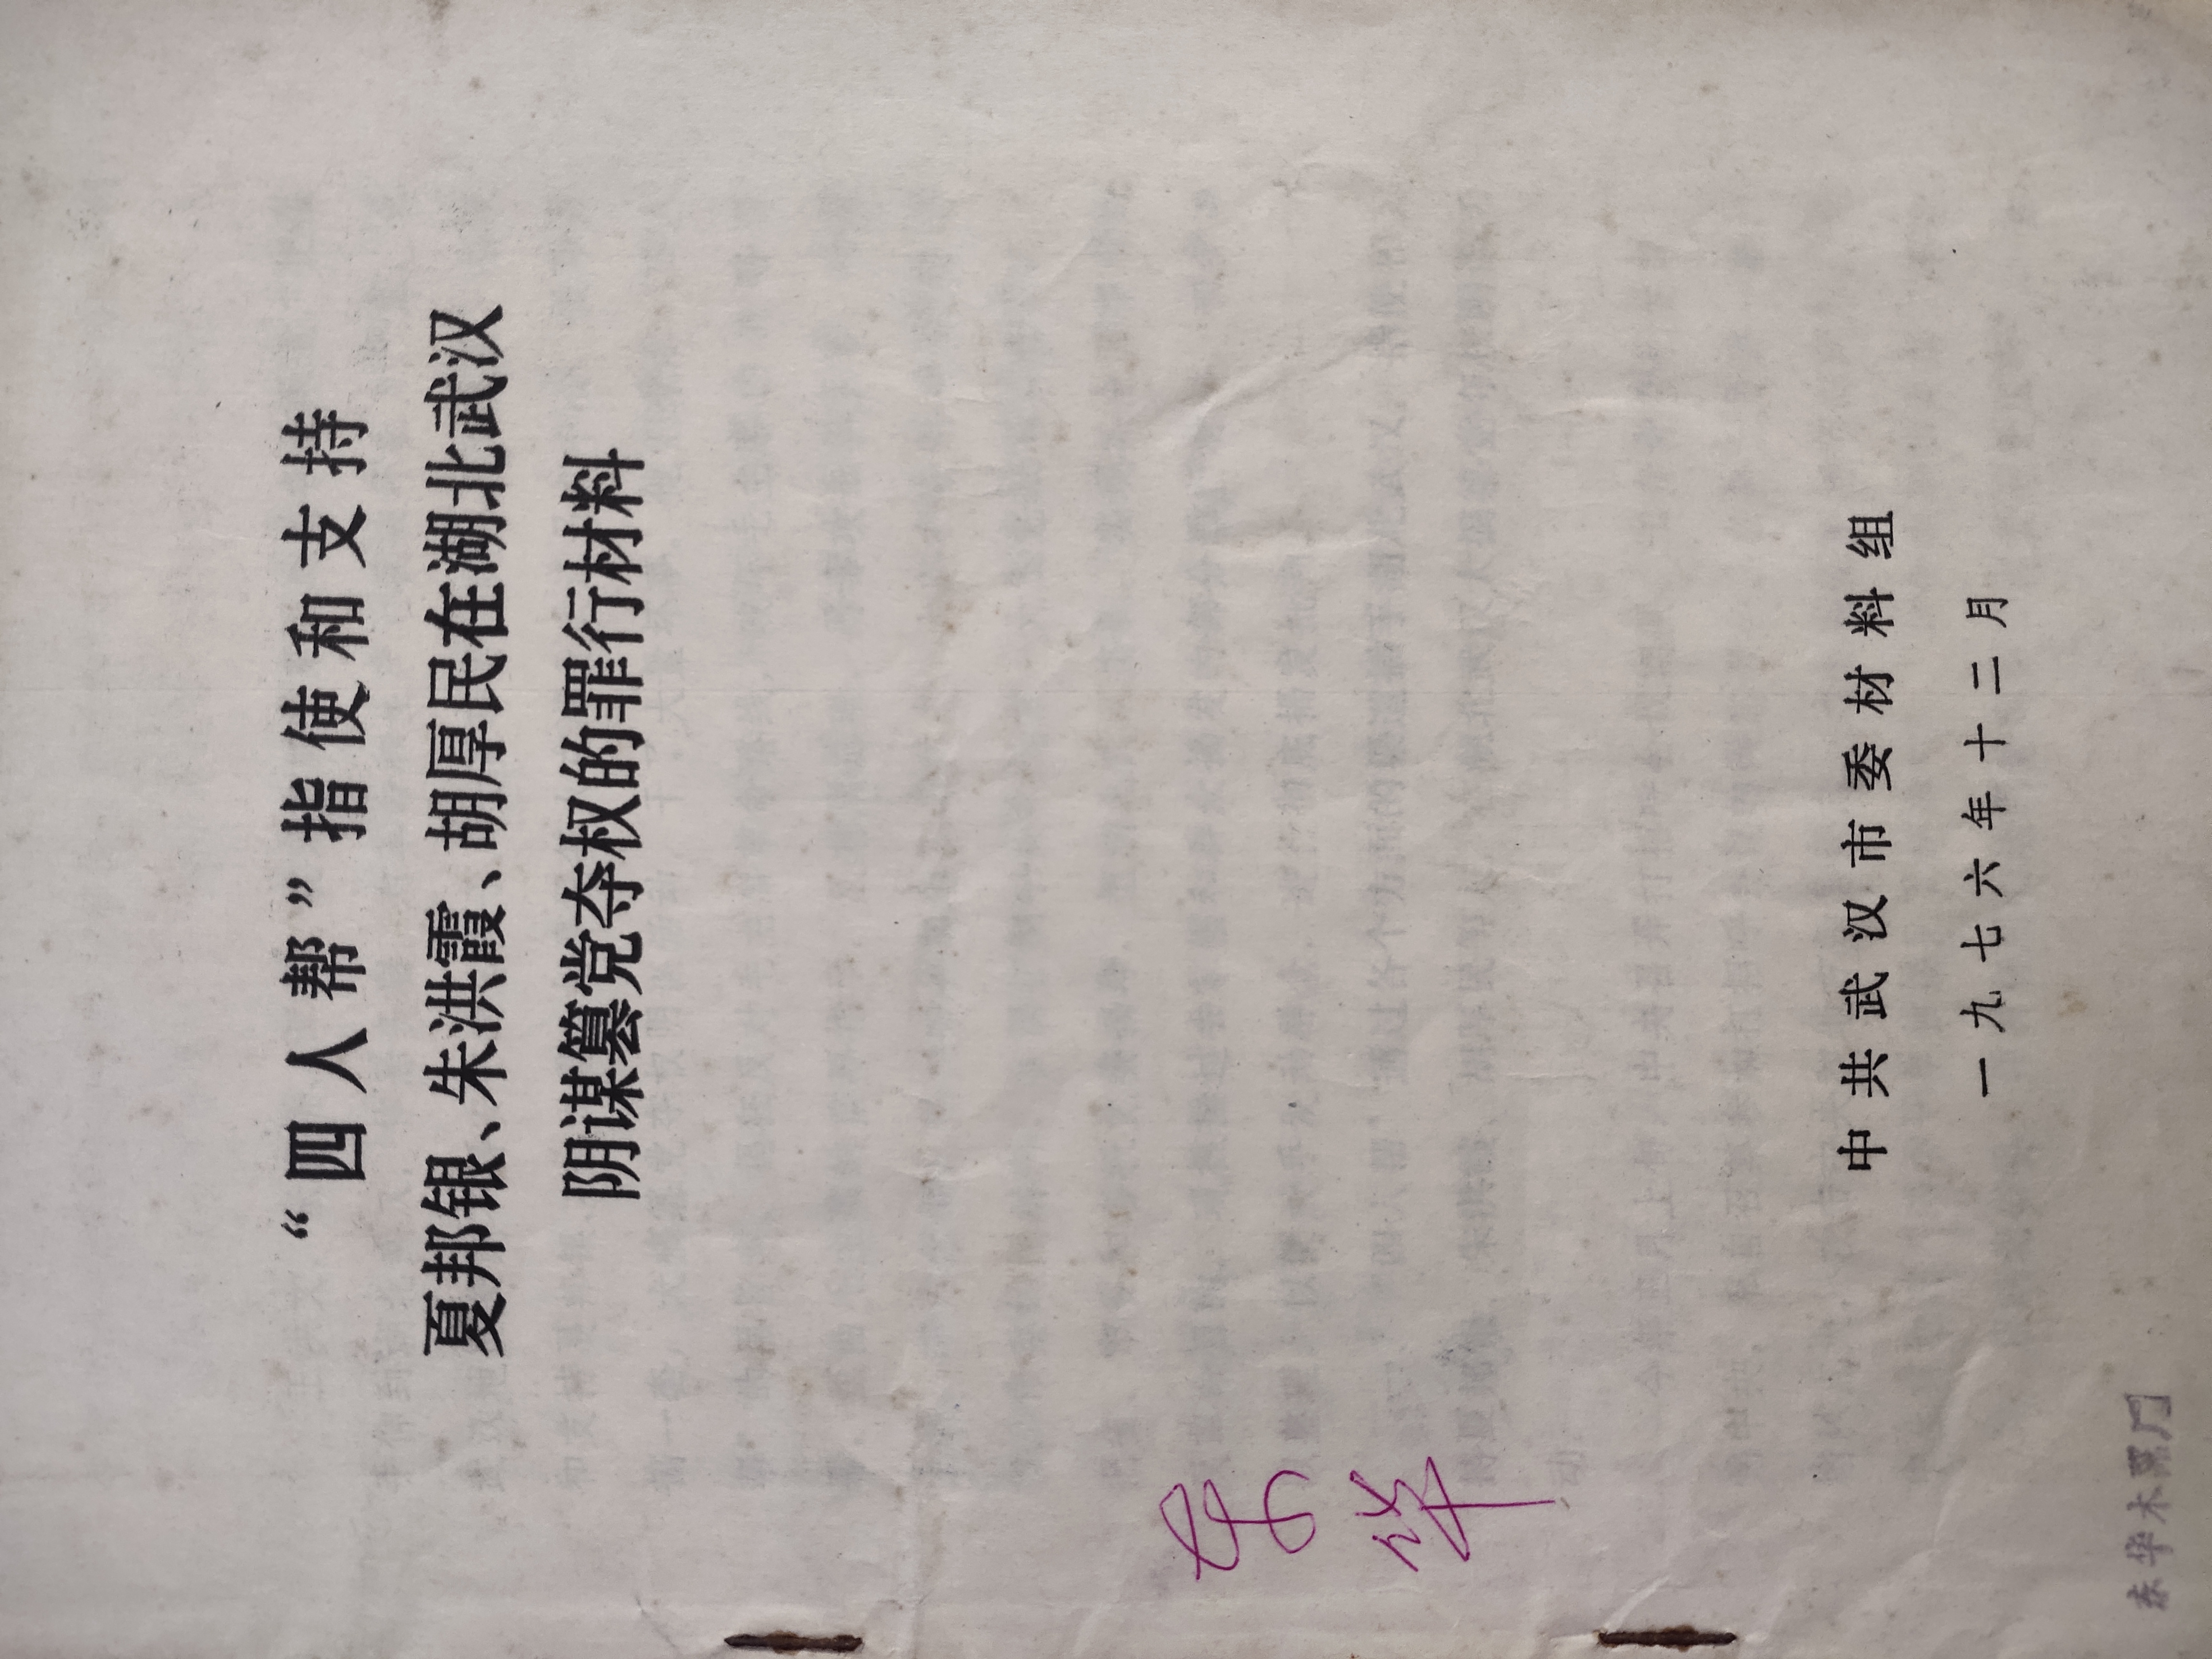 “四人帮”指使和支持
夏邦银、朱洪霞、胡厚民在湖北武汉
阴谋篡党夺权的罪行材料
东华
中共武汉市委材料组
一九七六年十二月
东华木器厂